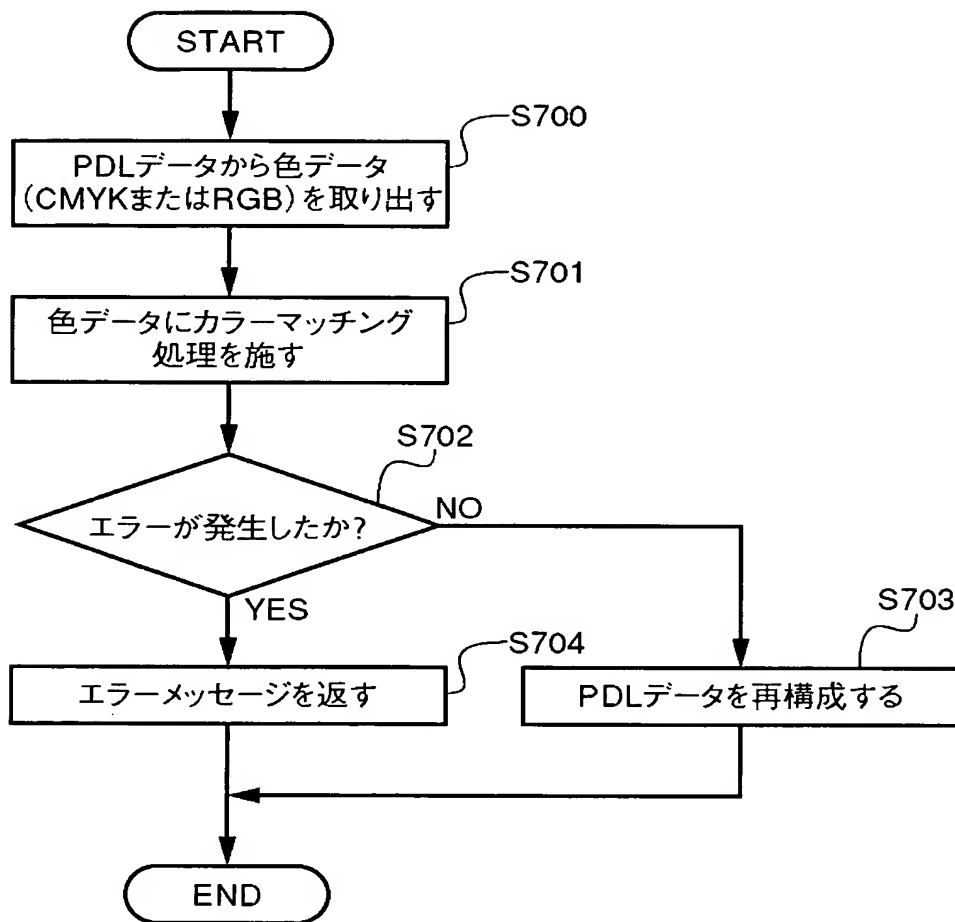 START
S700
PDLデータから色データ
(CMYKまたはRGB)を取り出す
S701
色データにカラーマッチング
処理を施す
S702
エラーが発生したか?
NO
YES
S703
S704
エラーメッセージを返す
PDLデータを再構成する
END